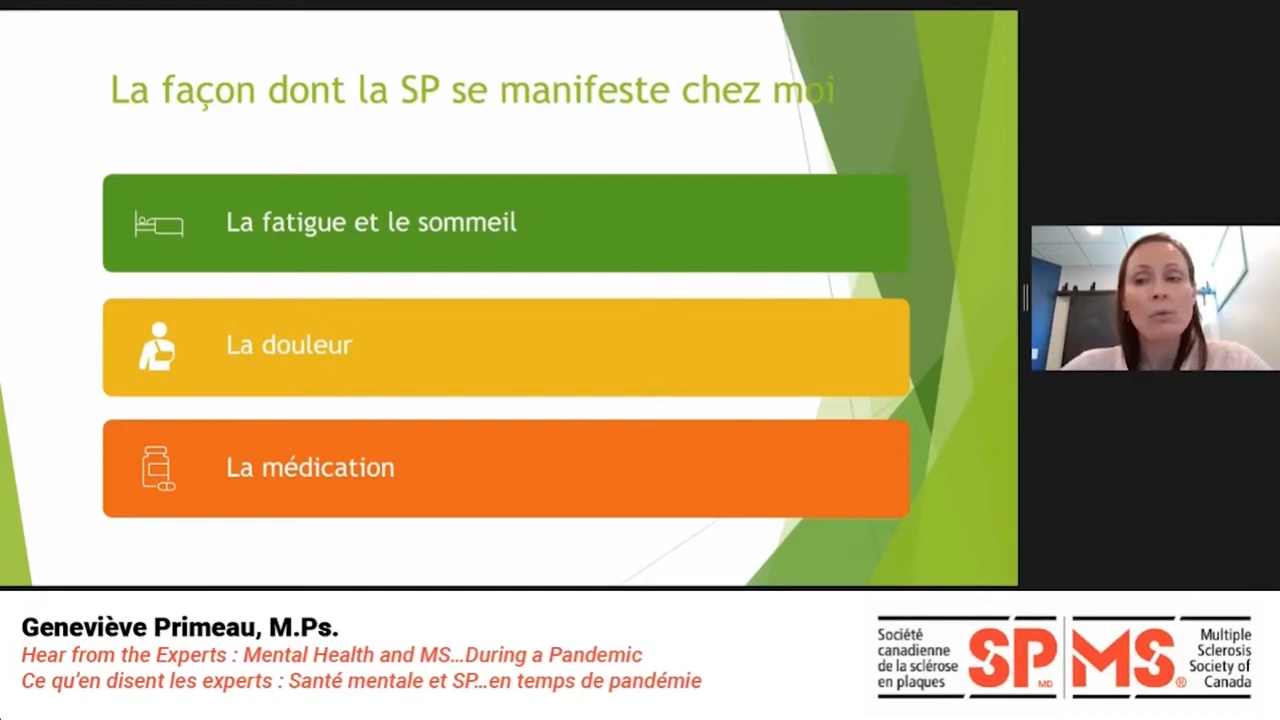 La façon dont la SP se manifeste chez moi
La fatigue et le sommeil
La douleur
La médication
Geneviève Primeau, M.Ps.
Hear from the Experts : Mental Health and MS...During a Pandemic
Ce qu'en disent les experts : Santé mentale et SP...en temps de pandémie
Société
canadienne
de la sclérose
en plaques
SP MD
MS ®
Multiple
Sclerosis
Society of
Canada